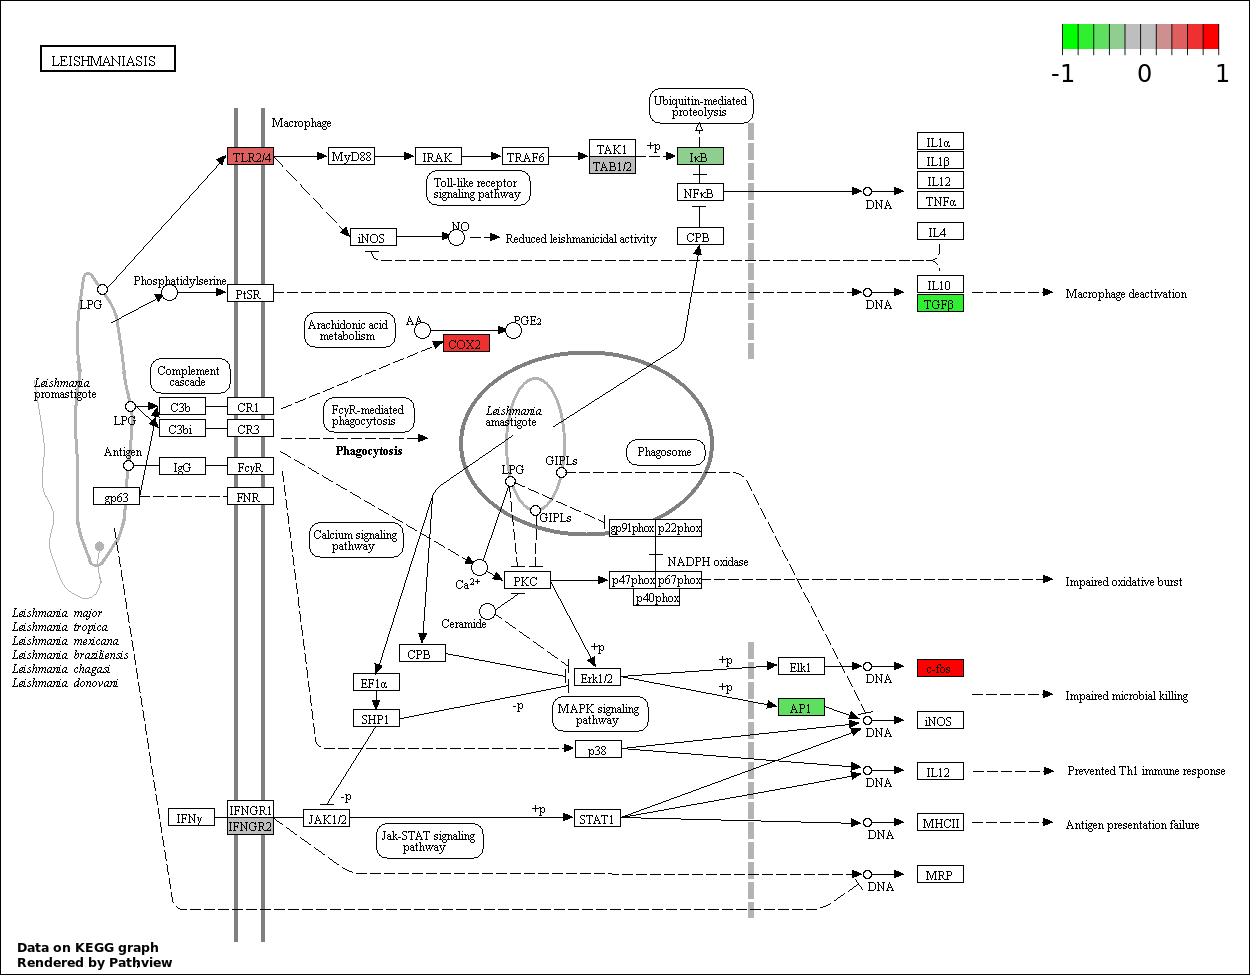 LEISHMANIASIS
-1 0 1
Macrophage
Ubiquitin-mediated
proteolysis
TLR2/4
MyD88
IRAK
TRAF6
TAK1
TAB1/2
+p
IκB
IL1α
IL1β
IL12
TNFα
Toll-like receptor
signaling pathway
NFκB
DNA
iNOS
NO
Reduced leishmanicidal activity
CPB
IL4
Phosphatidylserine
LPG
PtSR
DNA
IL10
TGFβ
Macrophage deactivation
Arachidonic acid
metabolism
AA
PGE2
COX2
Complement
cascade
Leishmania
promastigote
LPG
C3b
CR1
C3bi
CR3
FcγR-mediated
phagocytosis
Phagocytosis
Leishmania
amastigote
Phagosome
Antigen
IgG
FcγR
gp63
FNR
LPG
GIPLs
GIPLs
gp91phox
p22phox
Calcium signaling
pathway
NADPH oxidase
Ca2+
PKC
p47phox
p67phox
p40phox
Impaired oxidative burst
Ceramide
Leishmania major
Leishmania tropica
Leishmania mexicana
Leishmania braziliensis
Leishmania chagasi
Leishmania donovani
CPB
+p
Erk1/2
+p
Elk1
DNA
c-fos
EF1α
+p
Impaired microbial killing
SHP1
-p
MAPK signaling
pathway
AP1
DNA
iNOS
p38
DNA
IL12
Prevented Th1 immune response
-p
IFNγ
IFNGR1
IFNGR2
JAK1/2
+p
STAT1
DNA
MHCII
Antigen presentation failure
Jak-STAT signaling
pathway
DNA
MRP
Data on KEGG graph
Rendered by Pathview